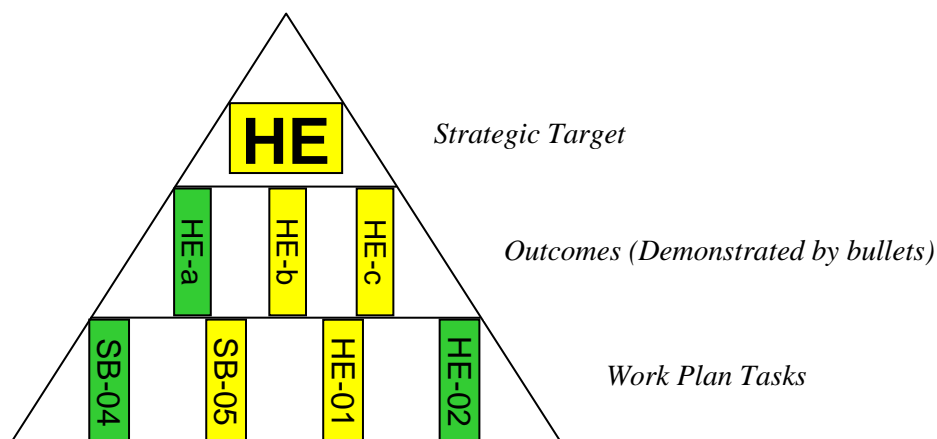 HE
Strategic Target
HE-a
HE-b
HE-c
Outcomes (Demonstrated by bullets)
SB-04
SB-05
HE-01
HE-02
Work Plan Tasks